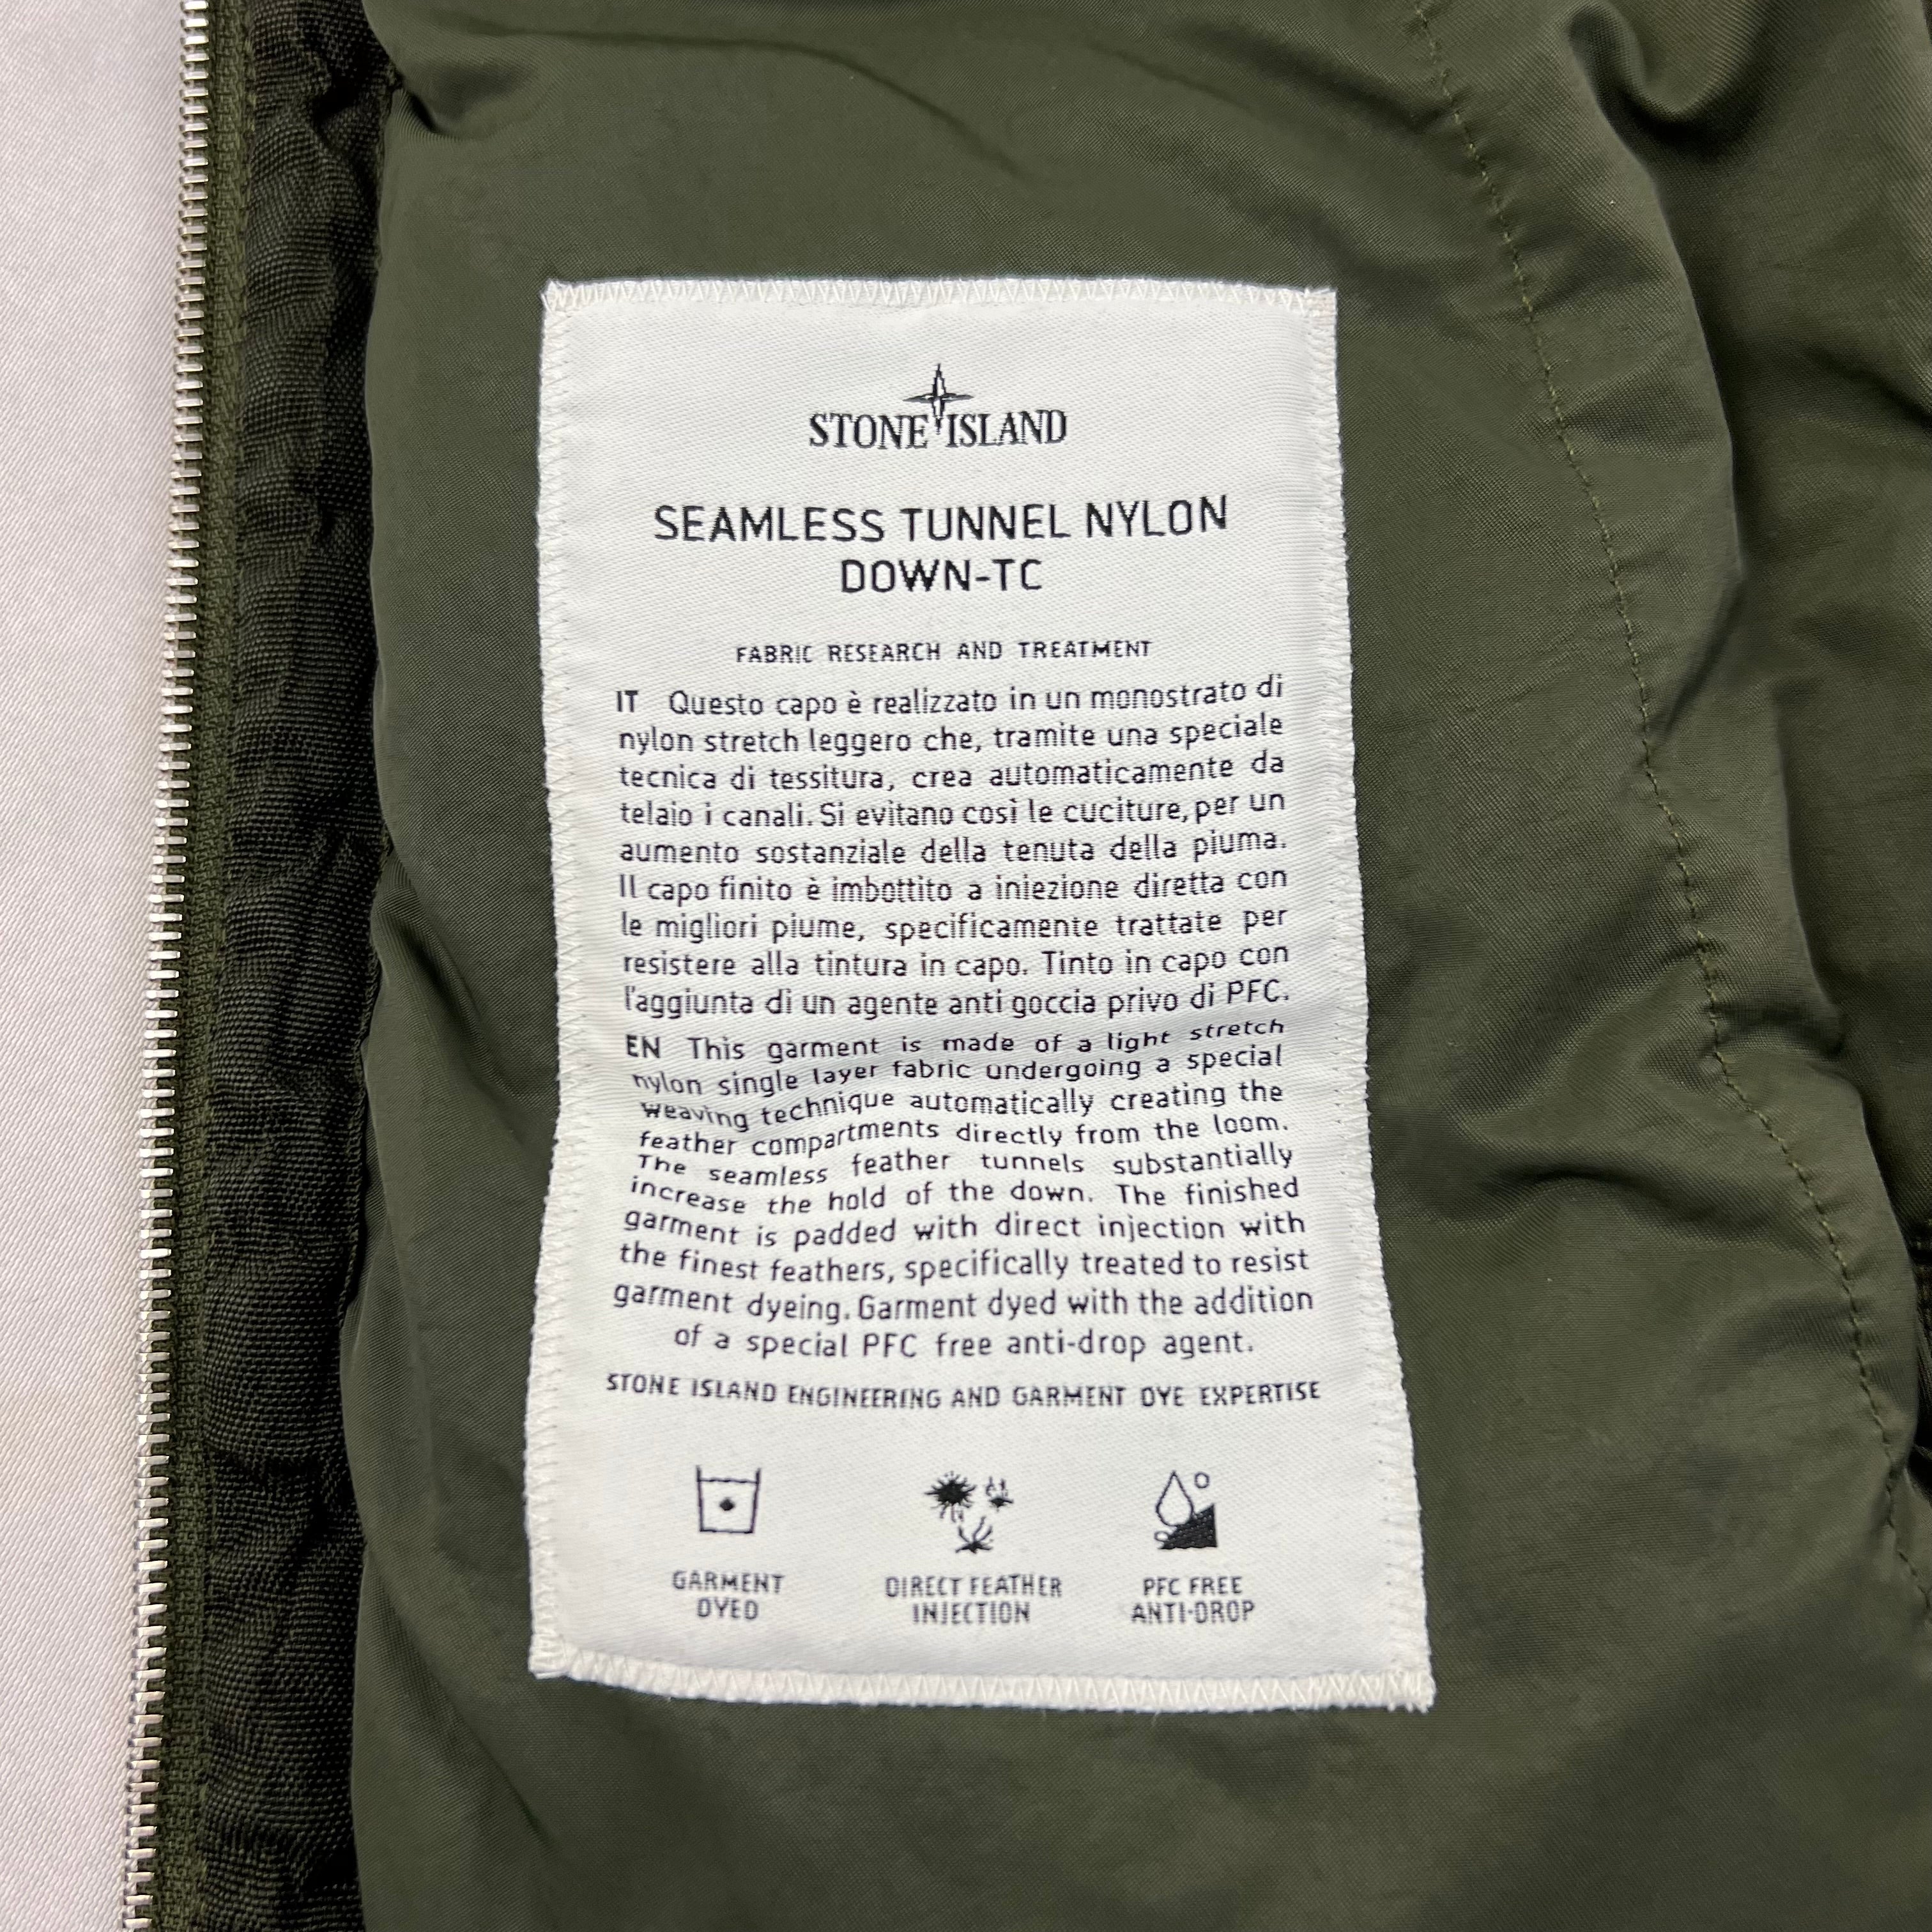 STONE ISLAND
SEAMLESS TUNNEL NYLON
DOWN-TC
FABRIC RESEARCH AND TREATMENT
IT Questo capo è realizzato in un monostrato di
nylon stretch leggero che, tramite una speciale
tecnica di tessitura, crea automaticamente da
telaio i canali. Si evitano così le cuciture, per un
aumento sostanziale della tenuta della piuma.
Il capo finito è imbottito a iniezione diretta con
le migliori piume, specificamente trattate per
resistere alla tintura in capo. Tinto in capo con
l'aggiunta di un agente anti goccia privo di PFC.
EN This garment is made of a light stretch
nylon single layer fabric undergoing a special
weaving technique automatically creating the
feather compartments directly from the loom.
The seamless feather tunnels substantially
increase the hold of the down. The finished
garment is padded with direct injection with
the finest feathers, specifically treated to resist
garment dyeing. Garment dyed with the addition
of a special PFC free anti-drop agent.
STONE ISLAND ENGINEERING AND GARMENT DYE EXPERTISE
GARMENT DYED
DIRECT FEATHER INJECTION
PFC FREE ANTI-DROP